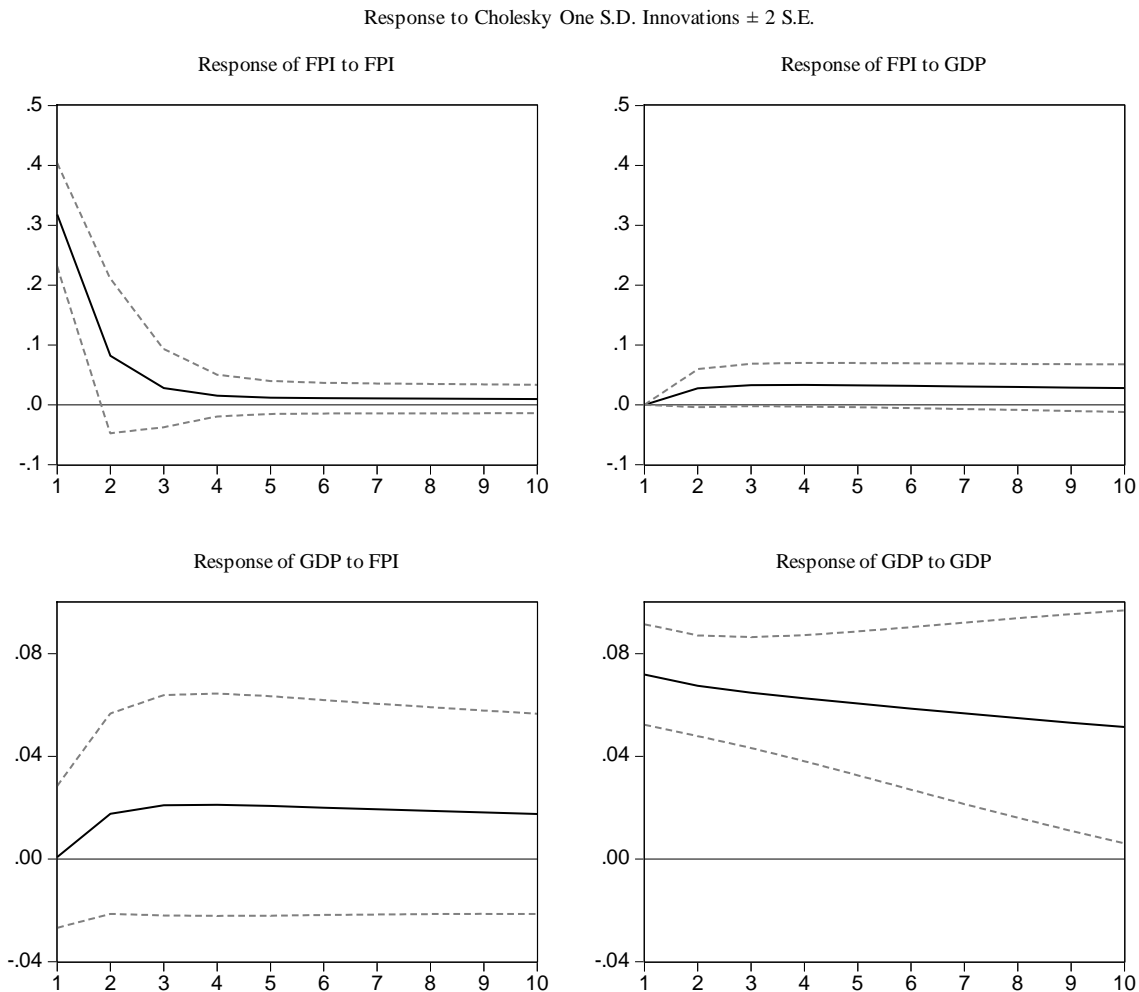 Response to Cholesky One S.D. Innovations ± 2 S.E.
Response of FPI to FPI
.5
.4
.3
.2
.1
.0
-.1
1 2 3 4 5 6 7 8 9 10
Response of FPI to GDP
.5
.4
.3
.2
.1
.0
-.1
1 2 3 4 5 6 7 8 9 10
Response of GDP to FPI
.08
.04
.00
-.04
1 2 3 4 5 6 7 8 9 10
Response of GDP to GDP
.08
.04
.00
-.04
1 2 3 4 5 6 7 8 9 10